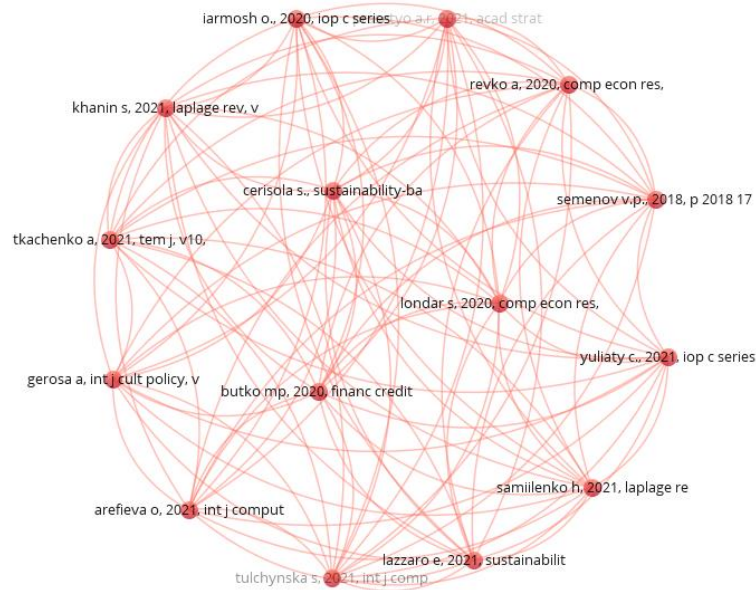 iarmosh o., 2020, iop c series
tyo a.r, 2021, acad strat
revko a, 2020, comp econ res,
khanin s, 2021, laplage rev, v
cerisola s., sustainability-ba
semenov v.p., 2018, p 2018 17
tkachenko a, 2021, tem j, v10,
londar s, 2020, comp econ res,
yuliaty c., 2021, iop c series
gerosa a, int j cult policy, v
butko mp, 2020, financ credit
samiilenko h, 2021, laplage re
arefieva o, 2021, int j comput
lazzaro e, 2021, sustainabilit
tulchynska s, 2021, int j comp